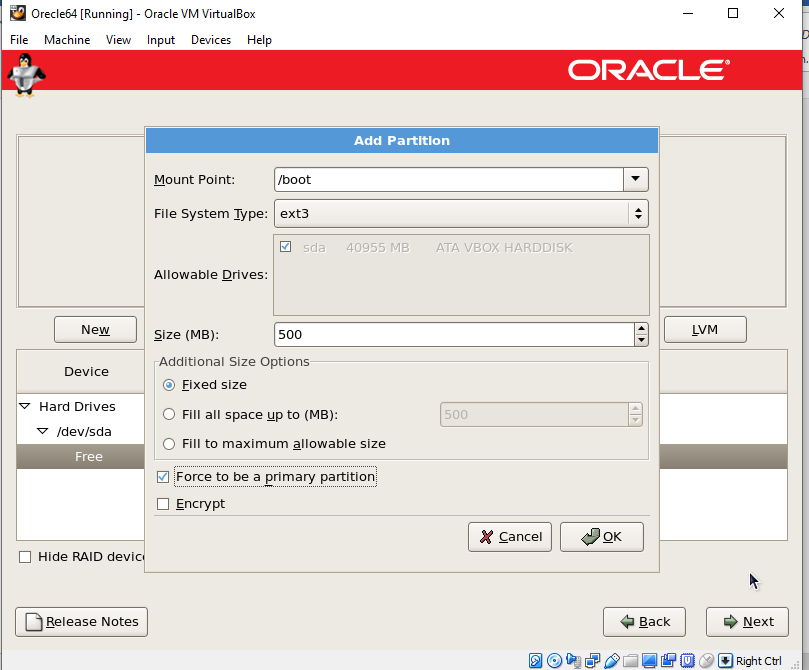 Orecle64 [Running] - Oracle VM VirtualBox
File Machine View Input Devices Help
ORACLE®
Add Partition
Mount Point: /boot
File System Type: ext3
sda 40955 MB ATA VBOX HARDDISK
Allowable Drives:
New
LVM
Size (MB): 500
Additional Size Options
Device
Fixed size
Hard Drives
Fill all space up to (MB): 500
/dev/sda
Fill to maximum allowable size
Free
Force to be a primary partition
Encrypt
Cancel OK
Hide RAID device
Release Notes Back Next
Right Ctrl